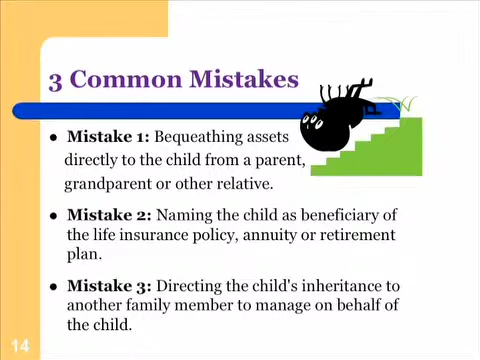 3 Common Mistakes
● Mistake 1: Bequeathing assets
directly to the child from a parent,
grandparent or other relative.
● Mistake 2: Naming the child as beneficiary of
the life insurance policy, annuity or retirement
plan.
● Mistake 3: Directing the child's inheritance to
another family member to manage on behalf of
the child.
14